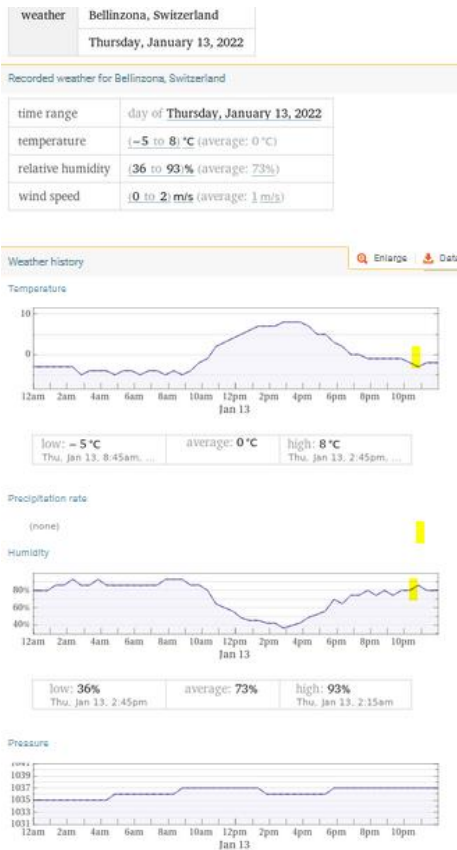 weather Bellinzona, Switzerland
Thursday, January 13, 2022
Recorded weather for Bellinzona, Switzerland
time range day of Thursday, January 13, 2022
temperature (−5 to 8) °C (average: 0 °C)
relative humidity (36 to 93)% (average: 73%)
wind speed (0 to 2) m/s (average: 1 m/s)
Weather history Enlarge Data
Temperature
10
0
12am 2am 4am 6am 8am 10am 12pm 2pm 4pm 6pm 8pm 10pm
Jan 13
low: −5 °C average: 0 °C high: 8 °C
Thu, Jan 13, 8:45am, ... Thu, Jan 13, 2:45pm, ...
Precipitation rate
(none)
Humidity
80%
60%
40%
12am 2am 4am 6am 8am 10am 12pm 2pm 4pm 6pm 8pm 10pm
Jan 13
low: 36% average: 73% high: 93%
Thu, Jan 13, 2:45pm Thu, Jan 13, 2:15am
Pressure
1041
1039
1037
1035
1033
1031
12am 2am 4am 6am 8am 10am 12pm 2pm 4pm 6pm 8pm 10pm
Jan 13